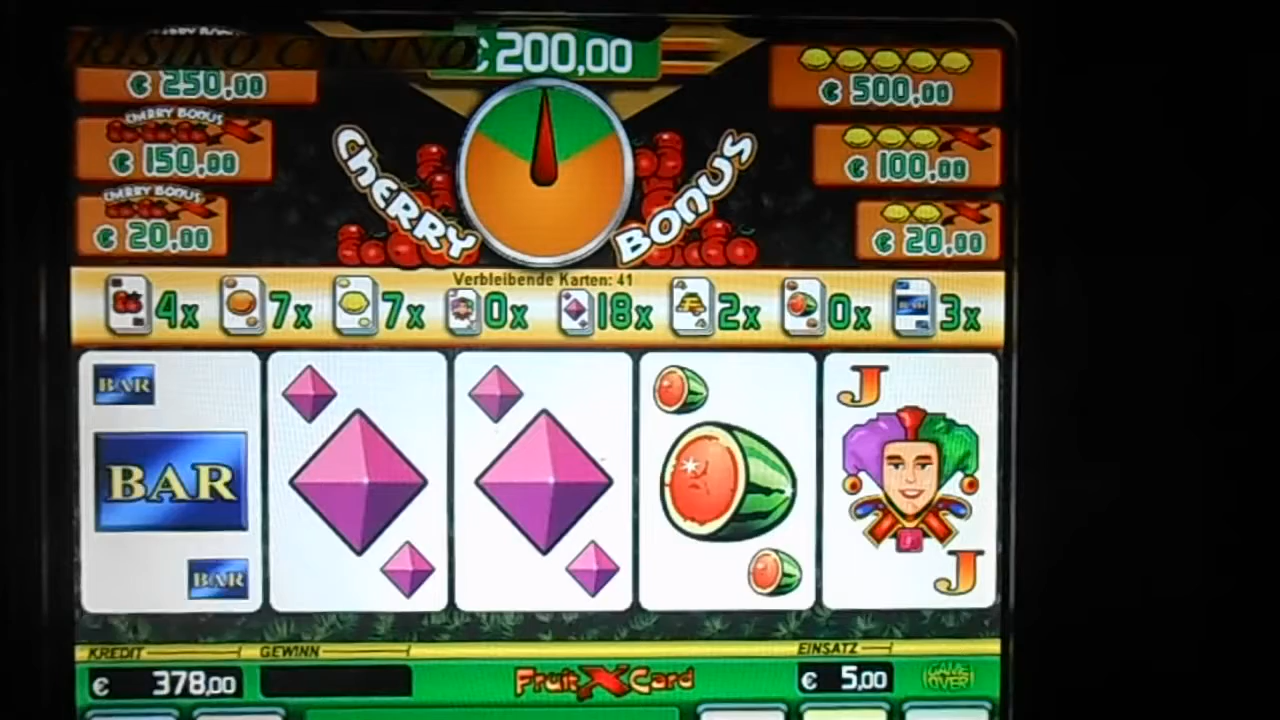 RISIKO CASINO
€ 200,00
€ 250,00
€ 500,00
CHERRY BONUS
€ 150,00
€ 100,00
CHERRY BONUS
€ 20,00
€ 20,00
CHERRY BONUS
Verbleibende Karten: 41
4x 7x 7x 0x 18x 2x 0x 3x
BAR
J
BAR
BAR
J
KREDIT GEWINN EINSATZ
€ 378,00 FruitXCard € 5,00 GAME OVER